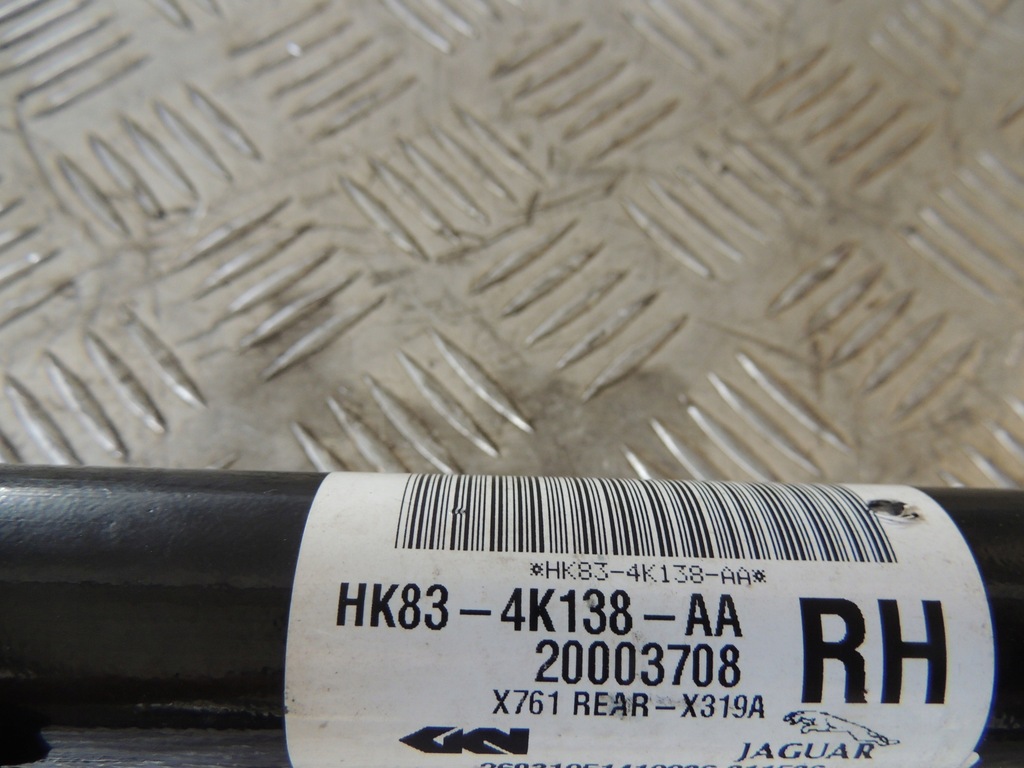 *HK83-4K138-AA*
HK83-4K138-AA
RH
20003708
X761 REAR-X319A
GKN
JAGUAR